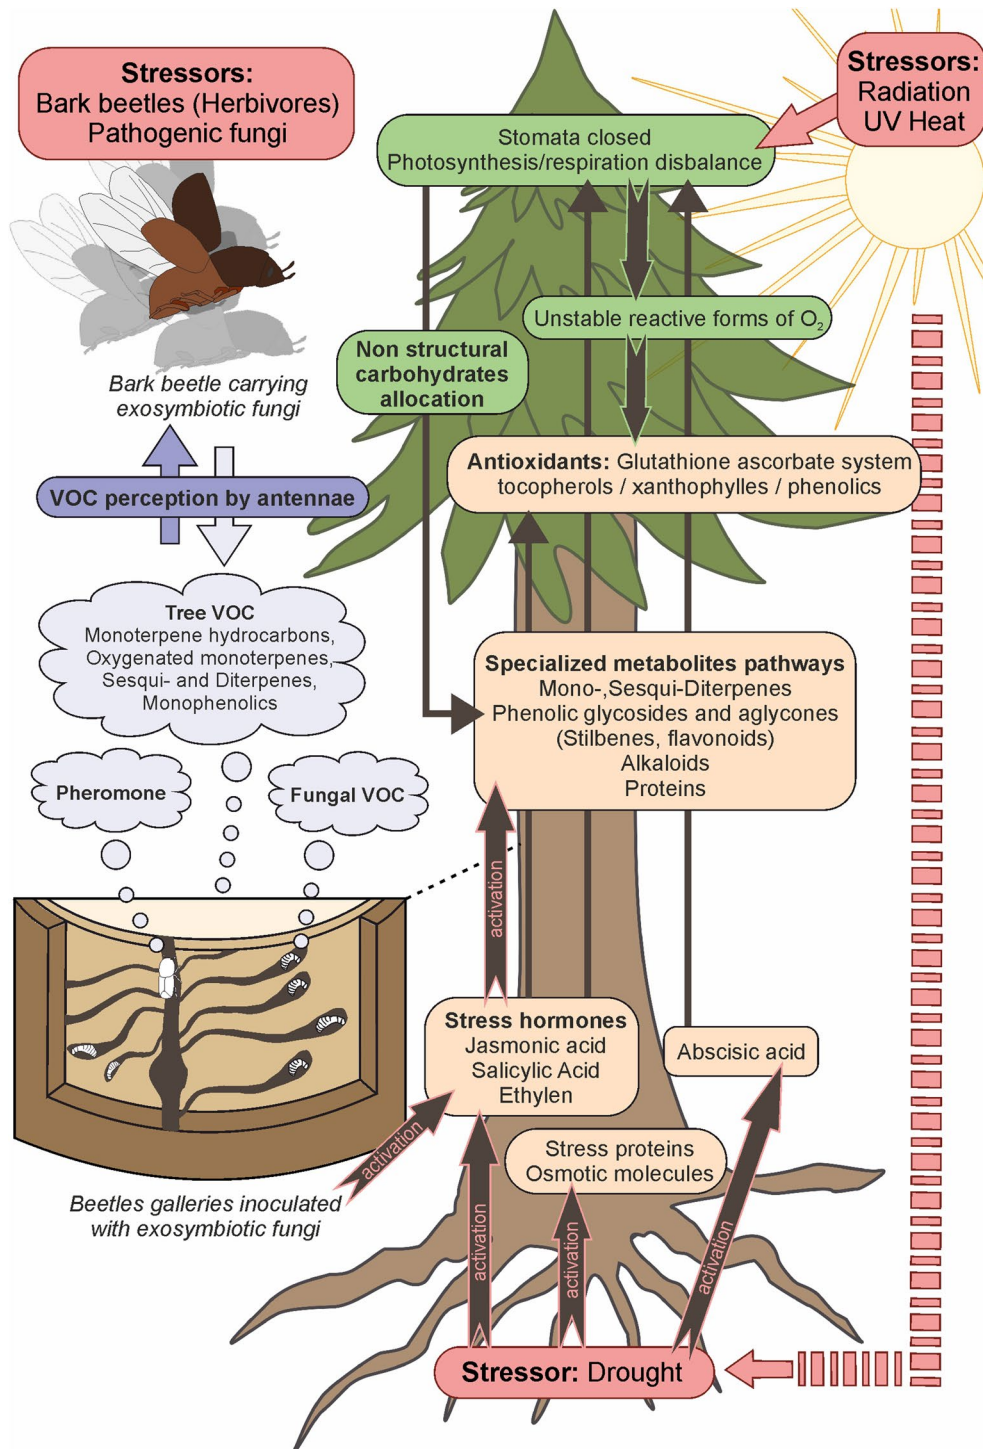 Stressors:
Bark beetles (Herbivores)
Pathogenic fungi
Stressors:
Radiation
UV Heat
Stomata closed
Photosynthesis/respiration disbalance
Unstable reactive forms of O₂
Non structural
carbohydrates
allocation
Bark beetle carrying
exosymbiotic fungi
Antioxidants: Glutathione ascorbate system
tocopherols / xanthophylles / phenolics
VOC perception by antennae
Tree VOC
Monoterpene hydrocarbons,
Oxygenated monoterpenes,
Sesqui- and Diterpenes,
Monophenolics
Specialized metabolites pathways
Mono-,Sesqui-Diterpenes
Phenolic glycosides and aglycones
(Stilbenes, flavonoids)
Alkaloids
Proteins
Pheromone
Fungal VOC
activation
Stress hormones
Jasmonic acid
Salicylic Acid
Ethylen
Abscisic acid
activation
Stress proteins
Osmotic molecules
Beetles galleries inoculated
with exosymbiotic fungi
activation
activation
activation
Stressor: Drought